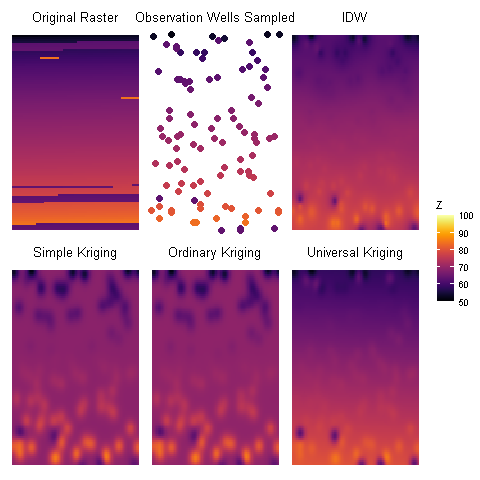 Original Raster
Observation Wells Sampled
IDW
Z
100
90
80
70
60
50
Simple Kriging
Ordinary Kriging
Universal Kriging